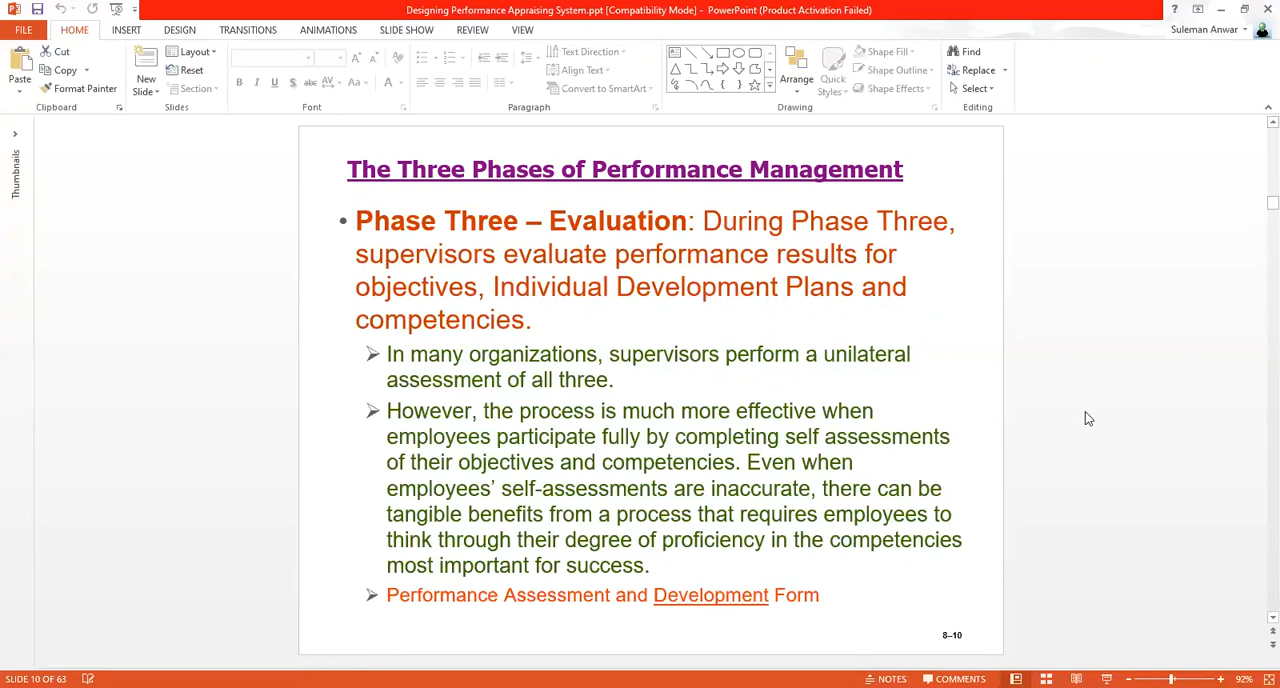 Designing Performance Appraising System.ppt [Compatibility Mode] - PowerPoint (Product Activation Failed)
FILE HOME INSERT DESIGN TRANSITIONS ANIMATIONS SLIDE SHOW REVIEW VIEW Suleman Anwar
Paste
Cut
Copy
Format Painter
New
Slide
Layout
Reset
Section
B I U S abc AV Aa A
Text Direction
Align Text
Convert to SmartArt
Arrange
Quick
Styles
Shape Fill
Shape Outline
Shape Effects
Find
Replace
Select
Clipboard Slides Font Paragraph Drawing Editing
Thumbnails
The Three Phases of Performance Management
• Phase Three – Evaluation: During Phase Three,
supervisors evaluate performance results for
objectives, Individual Development Plans and
competencies.
➢ In many organizations, supervisors perform a unilateral
assessment of all three.
➢ However, the process is much more effective when
employees participate fully by completing self assessments
of their objectives and competencies. Even when
employees’ self-assessments are inaccurate, there can be
tangible benefits from a process that requires employees to
think through their degree of proficiency in the competencies
most important for success.
➢ Performance Assessment and Development Form
8–10
SLIDE 10 OF 63 NOTES COMMENTS 92%